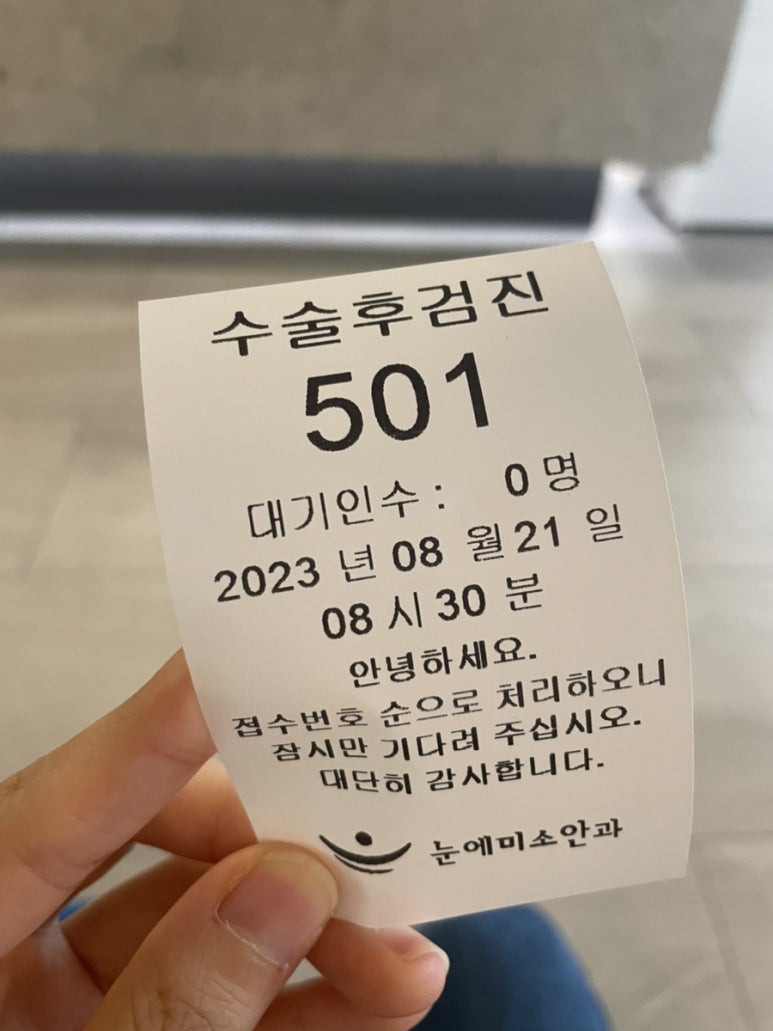 수술후검진
501
대기인수 : 0 명
2023 년 08 월 21 일
08 시 30 분
안녕하세요.
접수번호 순으로 처리하오니
잠시만 기다려 주십시오.
대단히 감사합니다.
눈에미소안과